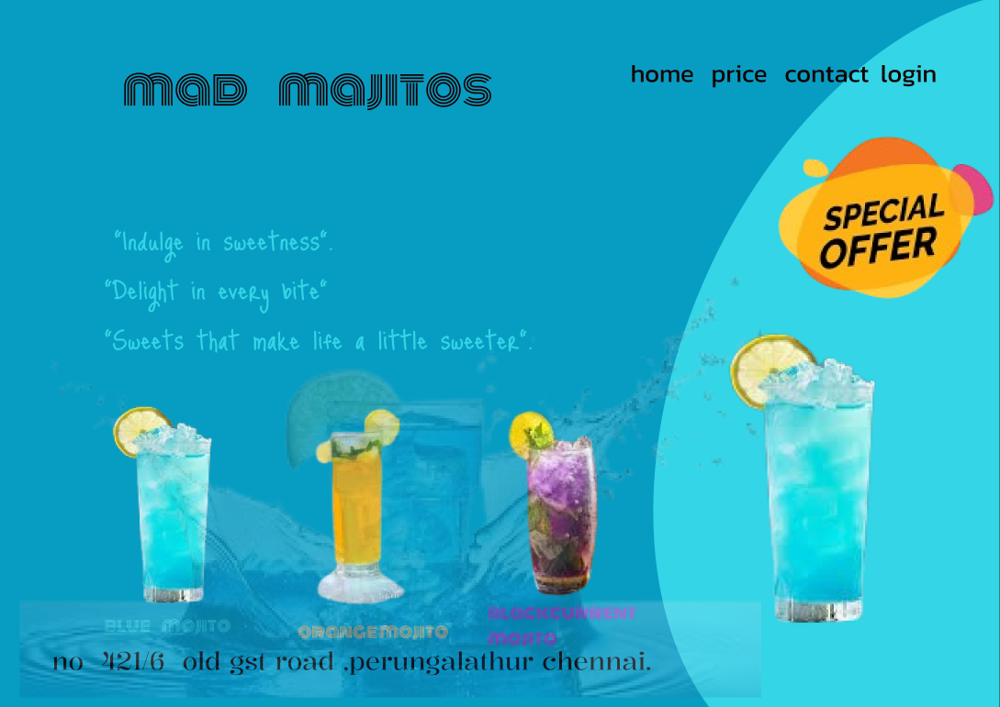 MAD MAJITOS
home price contact login
SPECIAL
OFFER
"Indulge in sweetness".
"Delight in every bite"
"Sweets that make life a little sweeter".
BLUE MOJITO
ORANGEMOJITO
BLACKCURRENT
MOJITO
no 421/6 old gst road .perungalathur chennai.